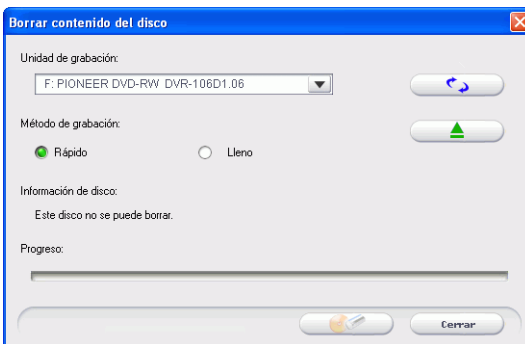 Borrar contenido del disco
Unidad de grabación:
F: PIONEER DVD-RW DVR-106D1.06
Método de grabación:
Rápido Lleno
Información de disco:
Este disco no se puede borrar.
Progreso:
Cerrar